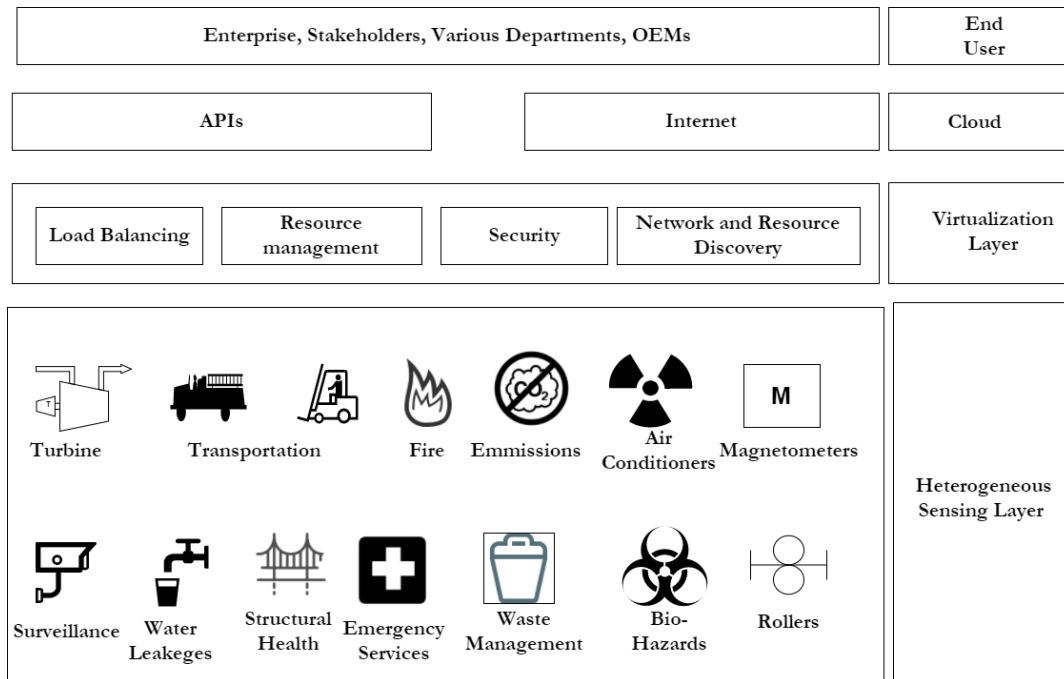 Enterprise, Stakeholders, Various Departments, OEMs
End
User
APIs
Internet
Cloud
Load Balancing
Resource
management
Security
Network and Resource
Discovery
Virtualization
Layer
T
CO2
M
Turbine
Transportation
Fire
Emmissions
Air
Conditioners
Magnetometers
Heterogeneous
Sensing Layer
Surveillance
Water
Leakeges
Structural
Health
Emergency
Services
Waste
Management
Bio-
Hazards
Rollers